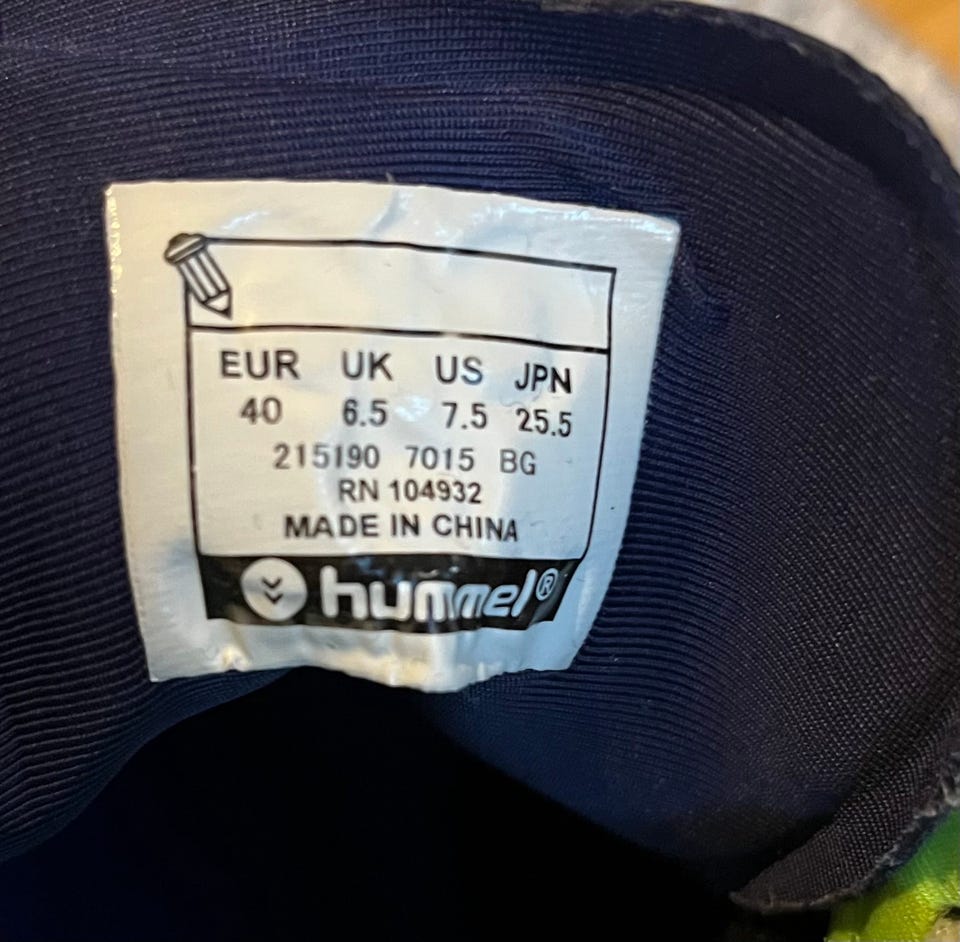 EUR UK US JPN
40 6.5 7.5 25.5
215190 7015 BG
RN 104932
MADE IN CHINA
hummel®